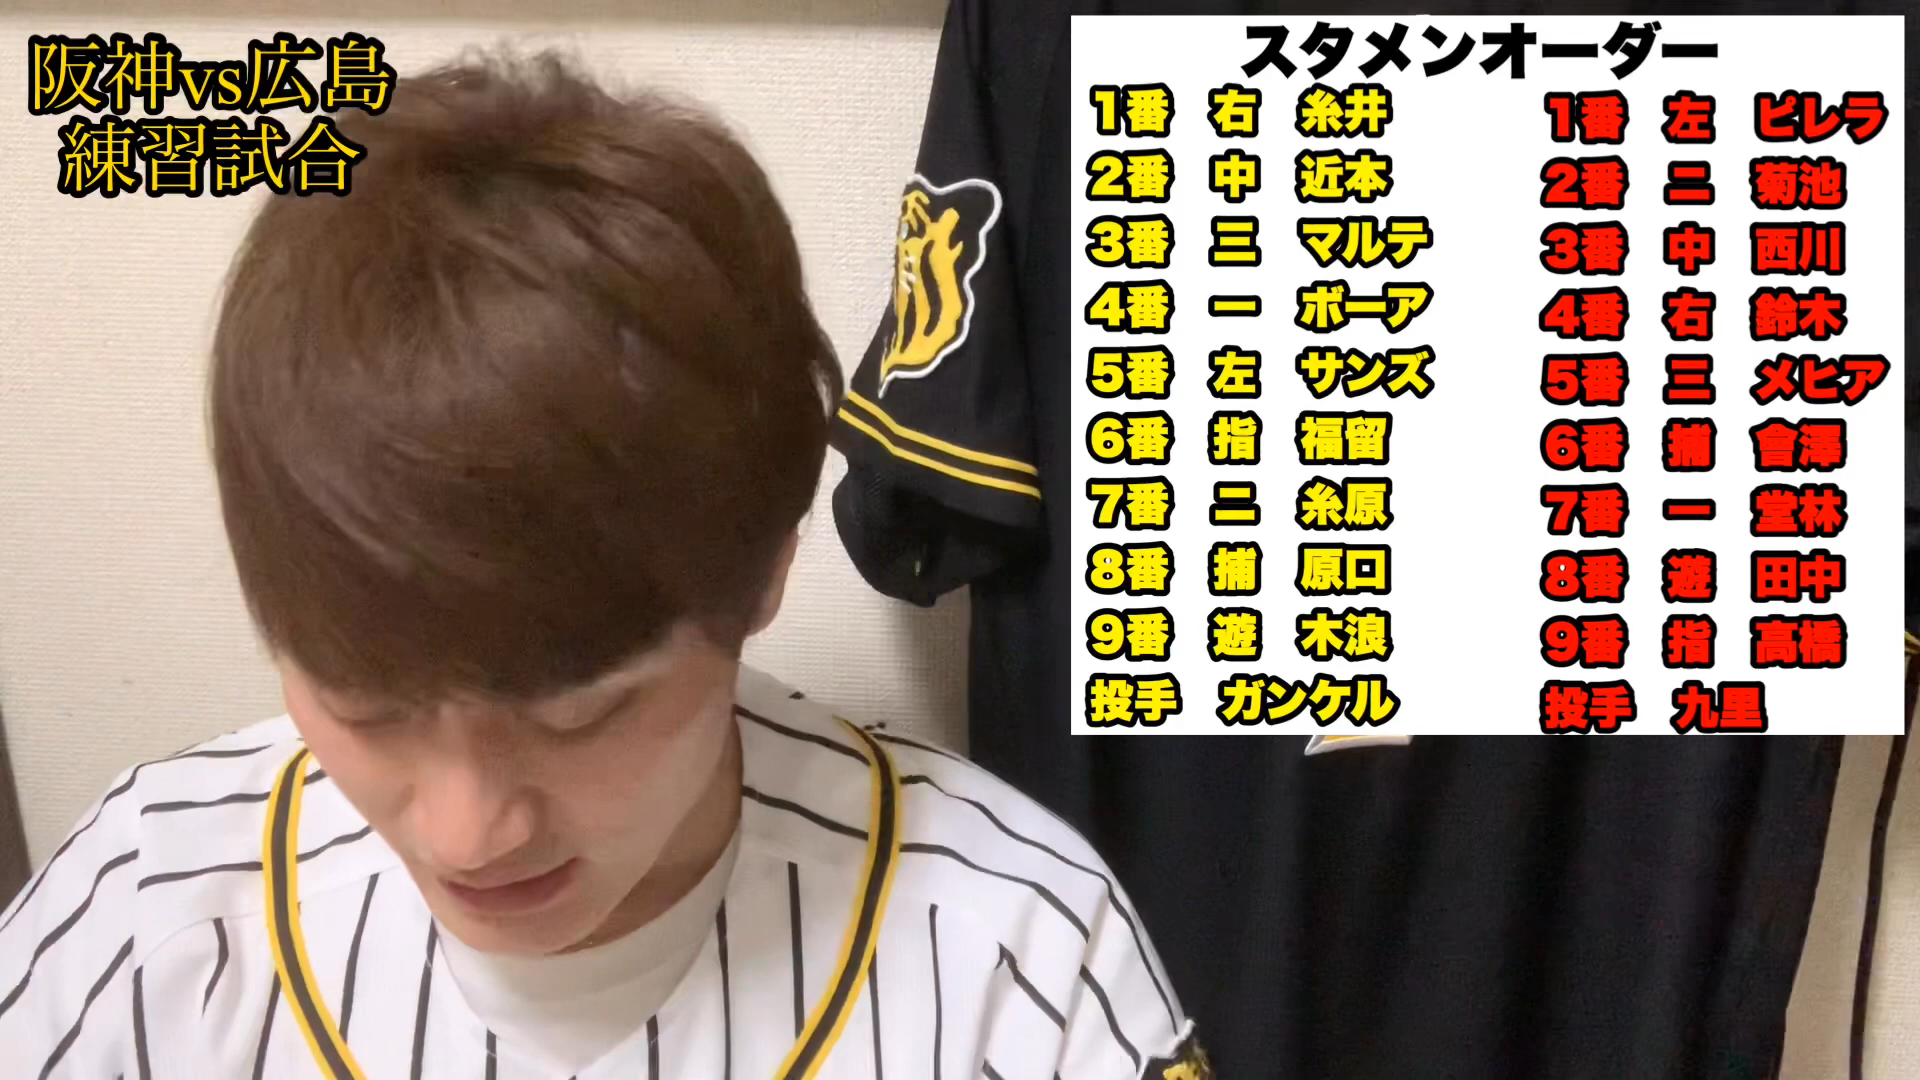 阪神vs広島
練習試合
スタメンオーダー
1番 右 糸井
2番 中 近本
3番 三 マルテ
4番 一 ボーア
5番 左 サンズ
6番 指 福留
7番 二 糸原
8番 捕 原口
9番 遊 木浪
投手 ガンケル
1番 左 ピレラ
2番 二 菊池
3番 中 西川
4番 右 鈴木
5番 三 メヒア
6番 捕 會澤
7番 一 堂林
8番 遊 田中
9番 指 高橋
投手 九里